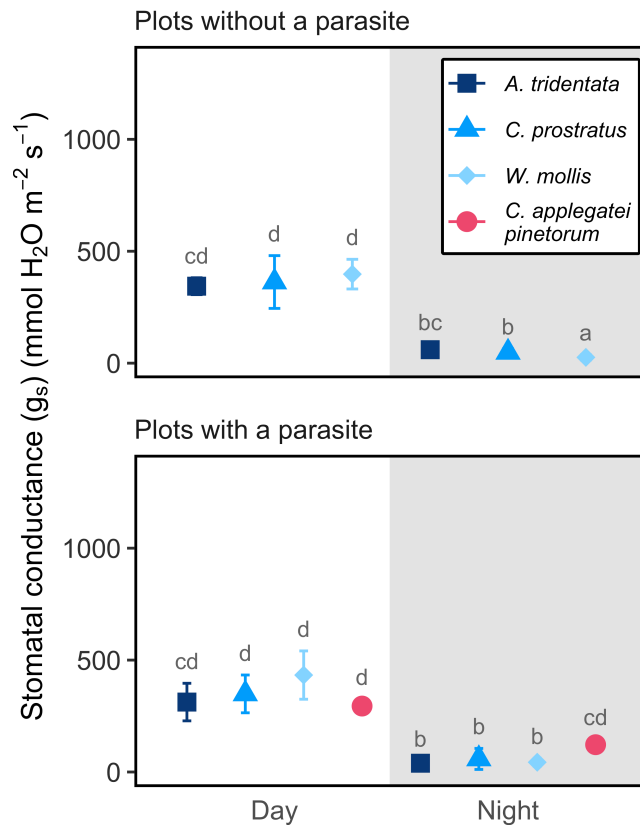 Plots without a parasite
Stomatal conductance (gₛ) (mmol H₂O m⁻² s⁻¹)
1000
500
0
A. tridentata
C. prostratus
W. mollis
C. applegatei
pinetorum
cd
d
d
bc
b
a
Plots with a parasite
1000
500
0
cd
d
d
d
b
b
b
cd
Day
Night